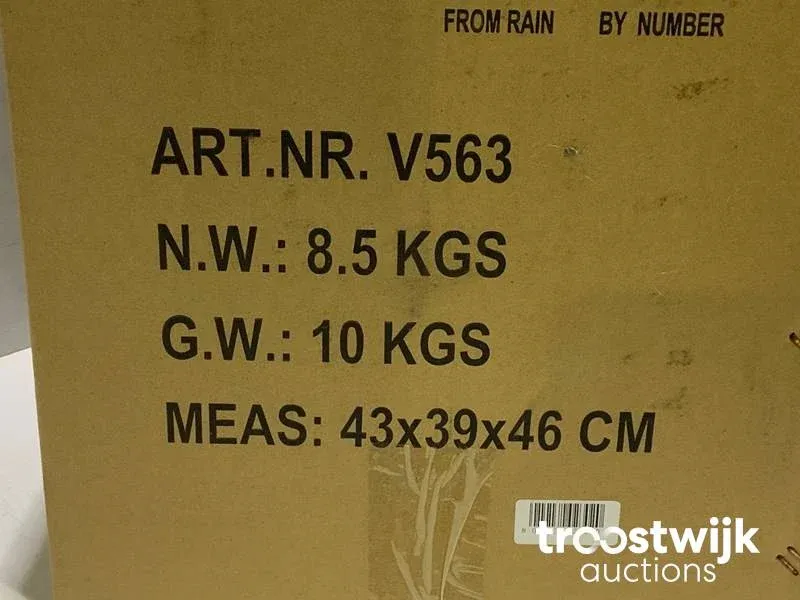 FROM RAIN BY NUMBER
ART.NR. V563
N.W.: 8.5 KGS
G.W.: 10 KGS
MEAS: 43x39x46 CM
troostwijk
auctions